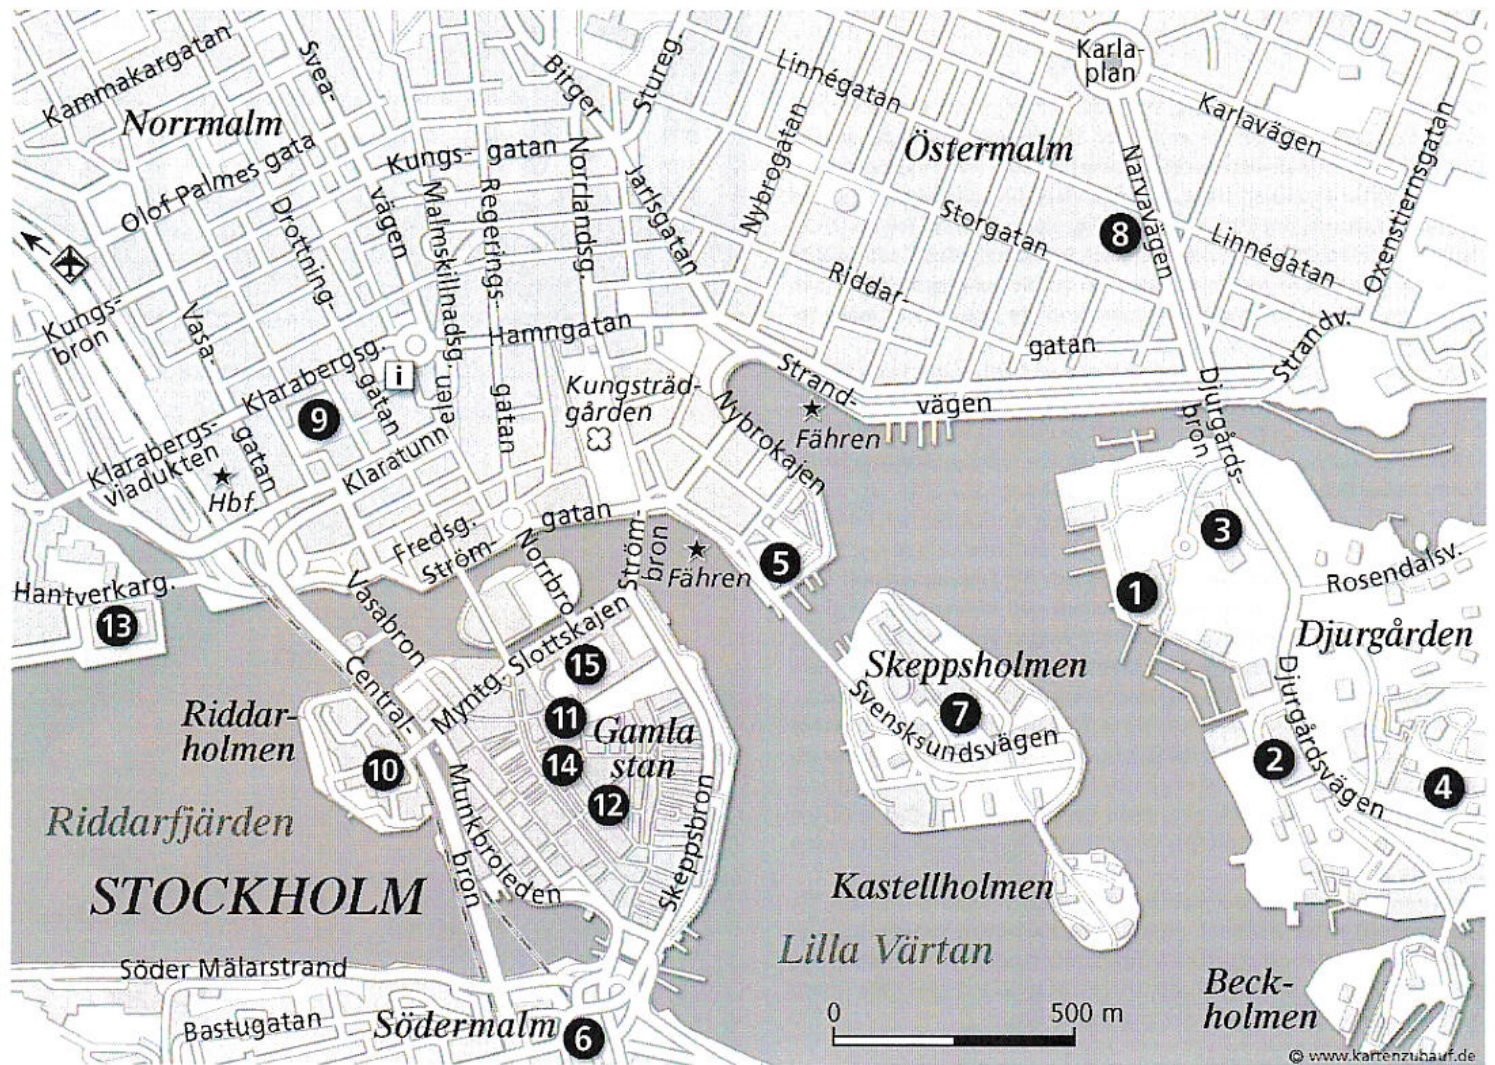 Kammakargatan
Norrmalm
Svea-
vägen
Olof Palmes gata
Kungs- gatan
Birger
Jarlsgatan
Stureg.
Norrlandsg.
Regerings-
gatan
Malmskillnadsg.
Drottning-
gatan
Vasa-
gatan
Kungs-
bron
Linnégatan
Nybrogatan
Östermalm
Karla-
plan
Karlavägen
Narvavägen
8
Storgatan
Linnégatan
Oxenstiernsgatan
Riddar-
gatan
Strandv.
Hamngatan
Klarabergsg.
i
9
Klarabergs-
viadukten
Hbf.
Klaratunneln
Kungsträd-
gården
Nybrokajen
Strand-
vägen
Fähren
Djurgårds-
bron
Fredsg.
Ström-
gatan
Norrbro
Ström-
bron
Fähren
5
3
1
Hantverkarg.
13
Vasabron
Central-
bron
Slottskajen
Myntg.
15
11
14
12
Gamla
stan
Riddar-
holmen
10
Munkbroleden
Skeppsbron
Skeppsholmen
7
Svensksundsvägen
Rosendalsv.
Djurgården
Djurgårdsvägen
2
4
Riddarfjärden
STOCKHOLM
Kastellholmen
Lilla Värtan
Söder Mälarstrand
Bastugatan
Södermalm
6
0
500 m
Beck-
holmen
© www.kartenzuhauf.de